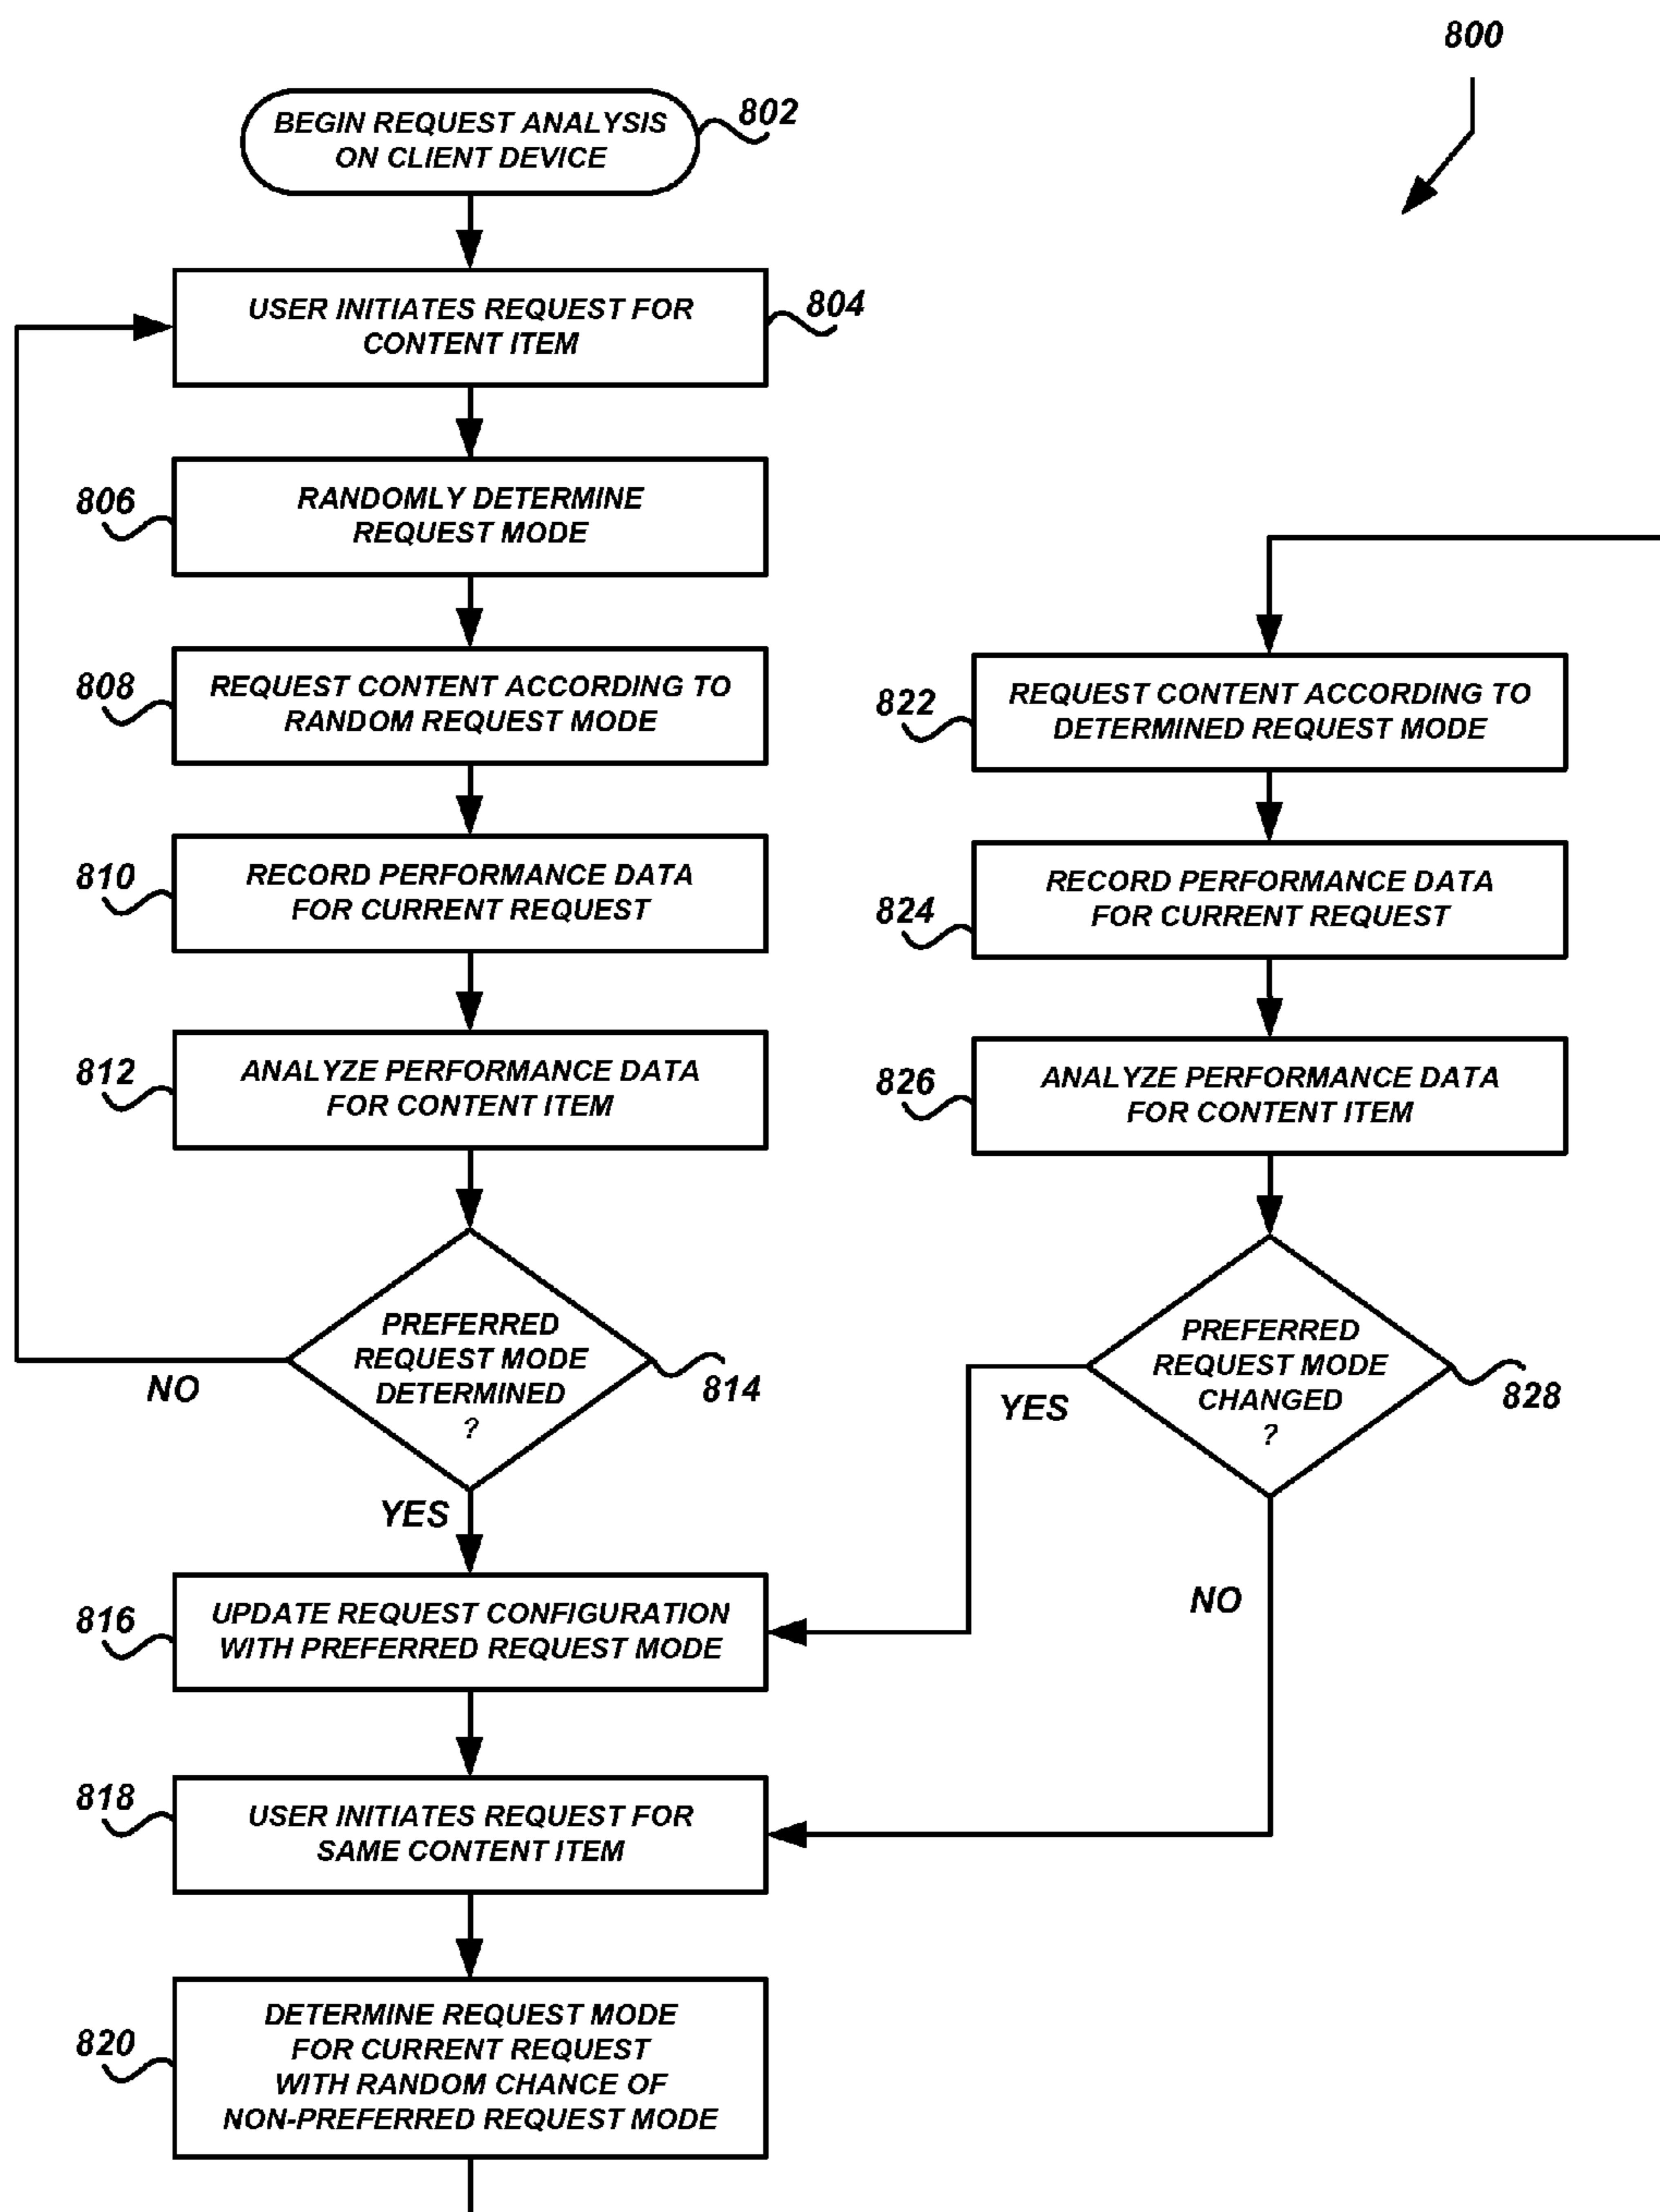 800
BEGIN REQUEST ANALYSIS
ON CLIENT DEVICE
802
USER INITIATES REQUEST FOR
CONTENT ITEM
804
806
RANDOMLY DETERMINE
REQUEST MODE
808
REQUEST CONTENT ACCORDING TO
RANDOM REQUEST MODE
810
RECORD PERFORMANCE DATA
FOR CURRENT REQUEST
812
ANALYZE PERFORMANCE DATA
FOR CONTENT ITEM
PREFERRED
REQUEST MODE
DETERMINED
?
814
NO
YES
816
UPDATE REQUEST CONFIGURATION
WITH PREFERRED REQUEST MODE
818
USER INITIATES REQUEST FOR
SAME CONTENT ITEM
820
DETERMINE REQUEST MODE
FOR CURRENT REQUEST
WITH RANDOM CHANCE OF
NON-PREFERRED REQUEST MODE
822
REQUEST CONTENT ACCORDING TO
DETERMINED REQUEST MODE
824
RECORD PERFORMANCE DATA
FOR CURRENT REQUEST
826
ANALYZE PERFORMANCE DATA
FOR CONTENT ITEM
PREFERRED
REQUEST MODE
CHANGED
?
828
YES
NO